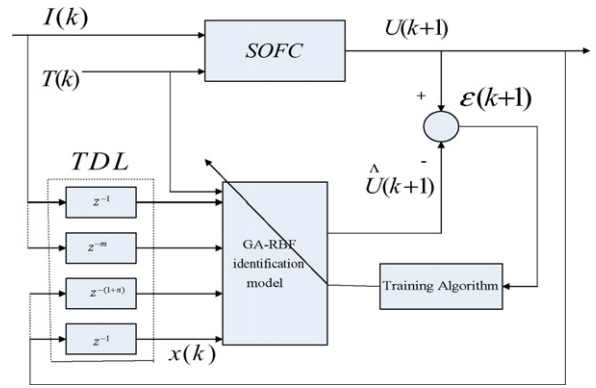 I(k)
SOFC
U(k+1)
T(k)
+
ε(k+1)
TDL
-
^
U(k+1)
z⁻¹
z⁻ᵐ
GA-RBF
identification
model
z⁻⁽¹⁺ⁿ⁾
Training Algorithm
z⁻¹
x(k)